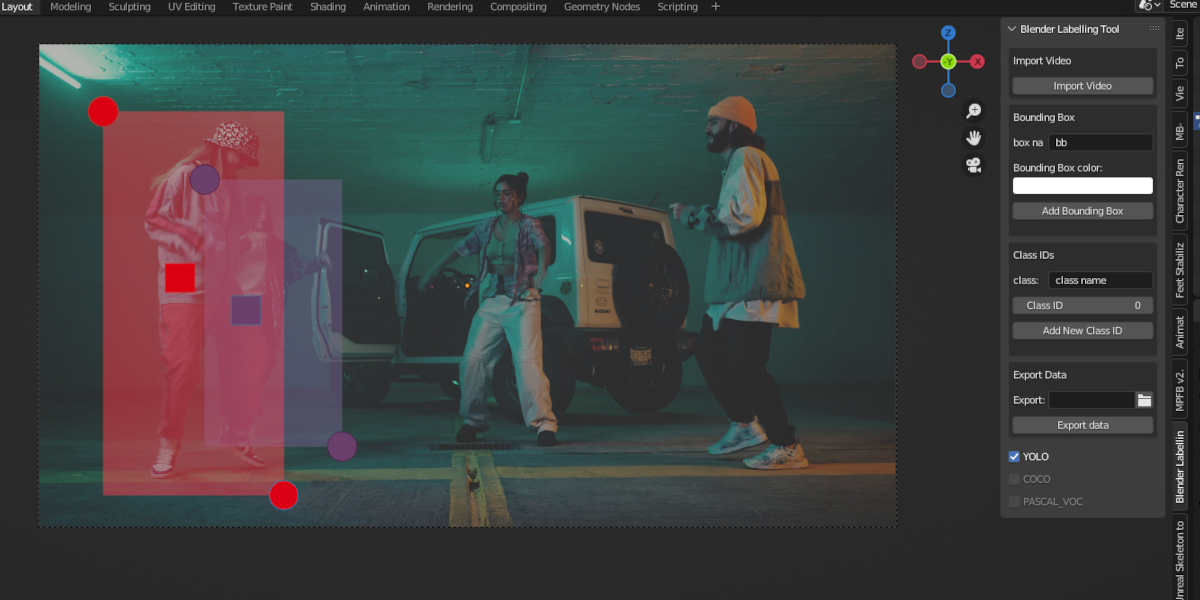 Layout Modeling Sculpting UV Editing Texture Paint Shading Animation Rendering Compositing Geometry Nodes Scripting + Scene
Z
-Y X
SUZUKI
Blender Labelling Tool
Import Video
Import Video
Bounding Box
box na bb
Bounding Box color:
Add Bounding Box
Class IDs
class: class name
Class ID 0
Add New Class ID
Export Data
Export:
Export data
YOLO
COCO
PASCAL_VOC
Ite
To
Vie
MB-
Character Ren
Feet Stabiliz
Animat
MPFB v2.
Blender Labellin
Unreal Skeleton to